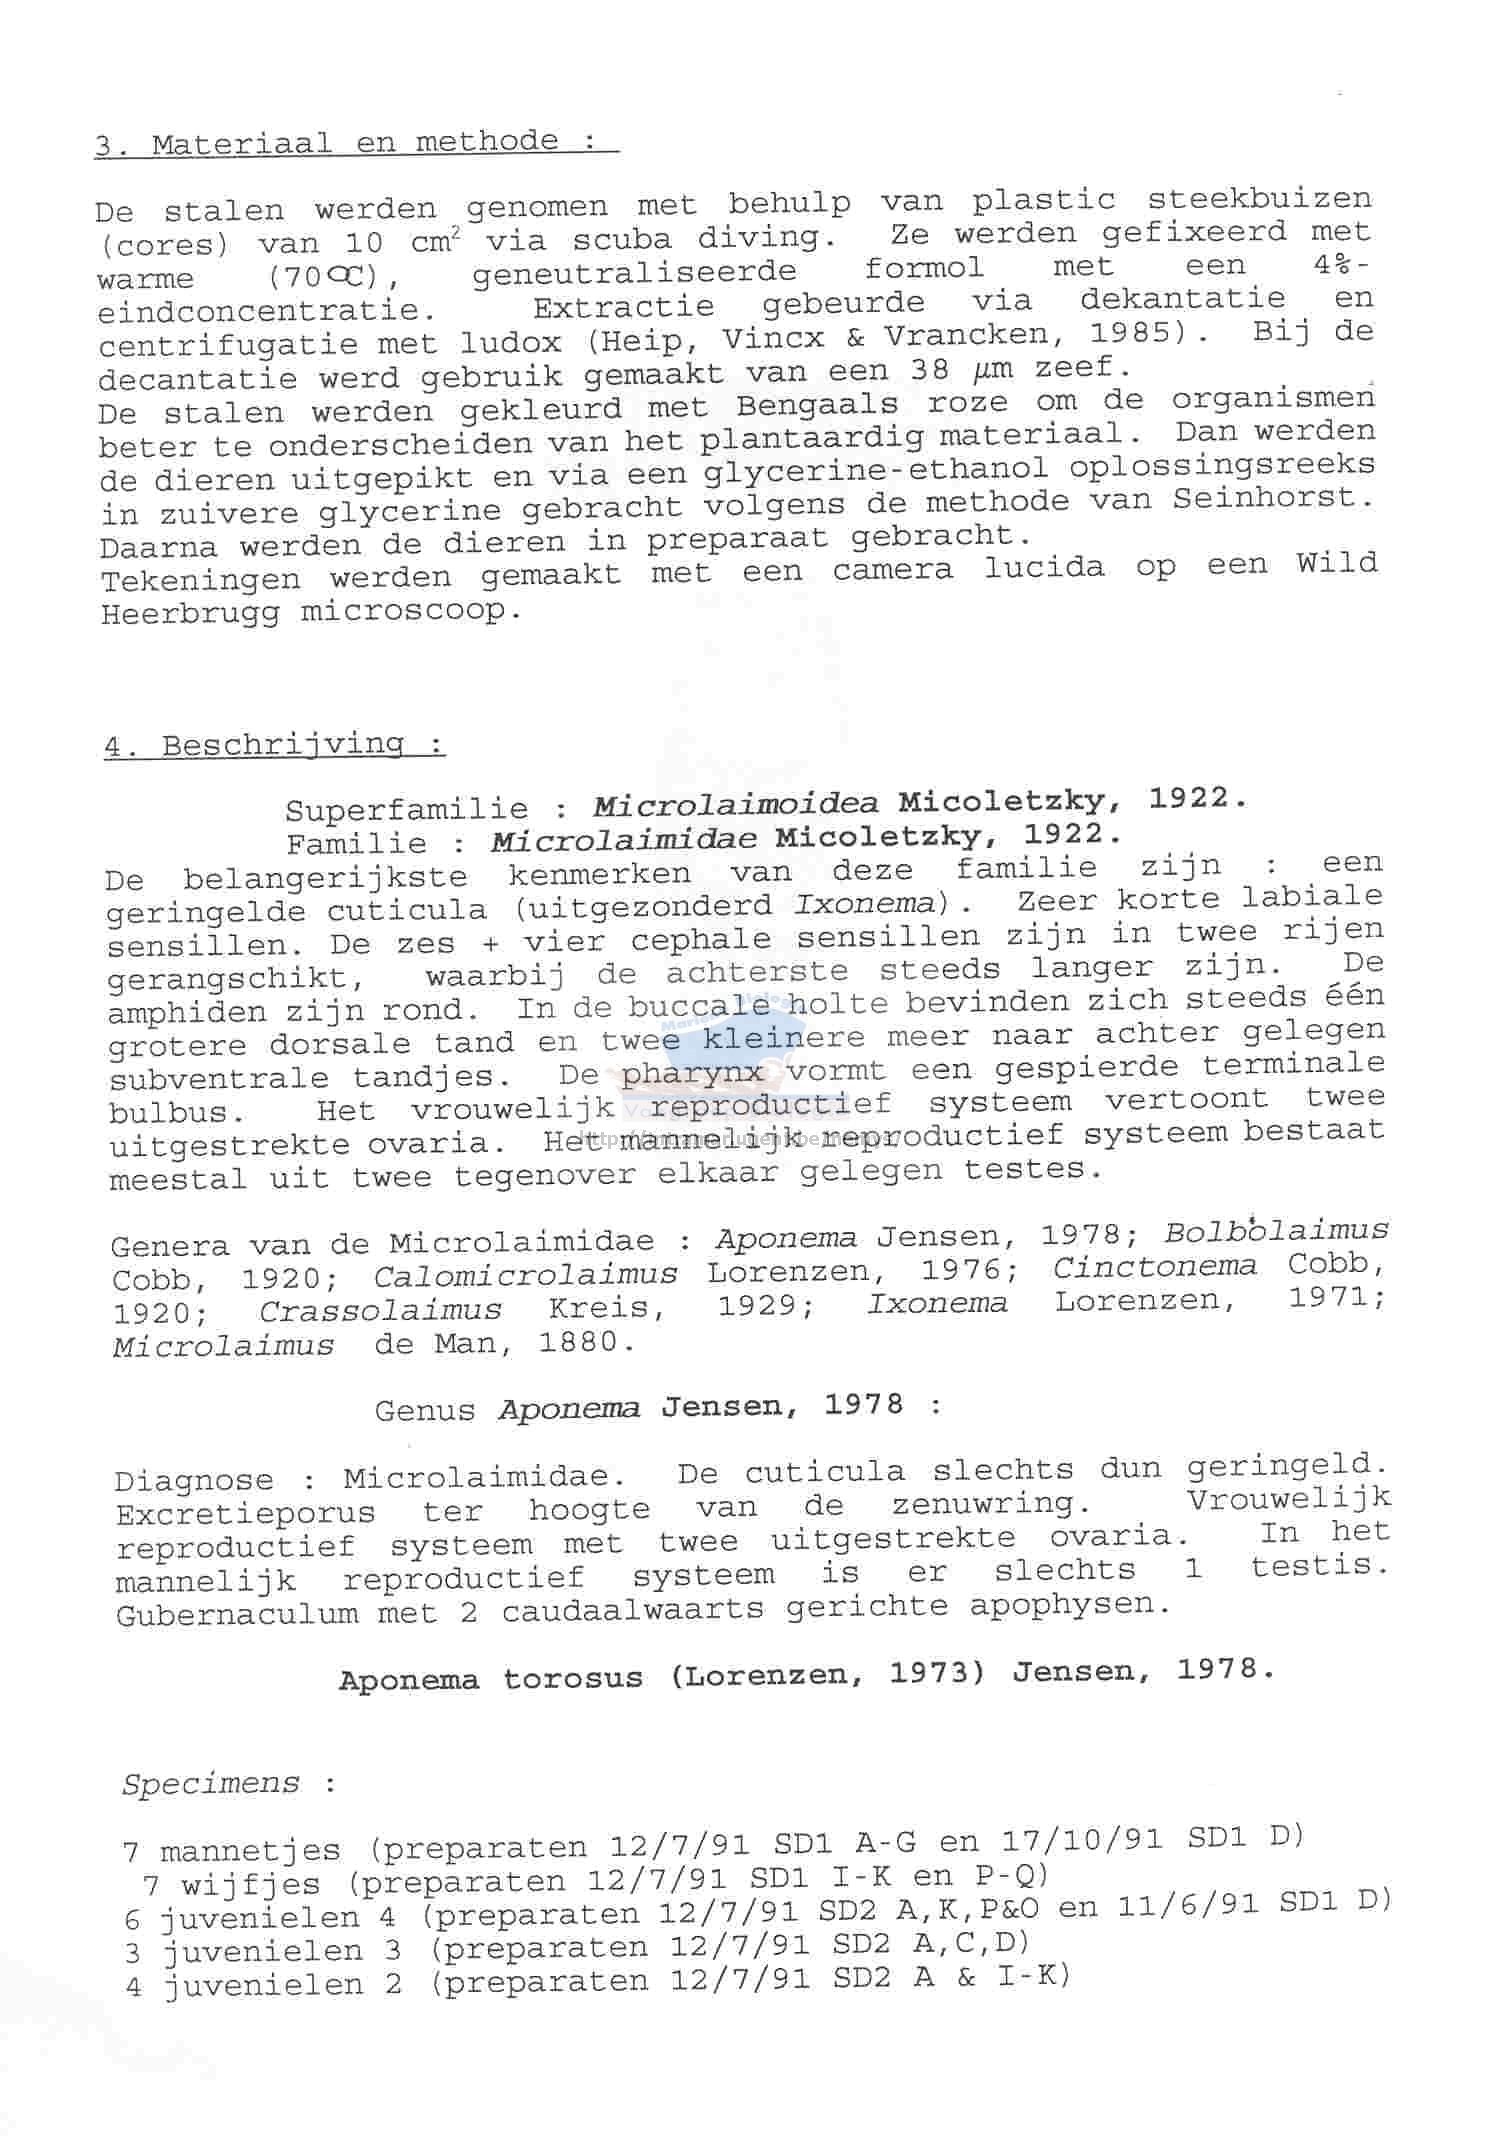 3. Materiaal en methode :
De stalen werden genomen met behulp van plastic steekbuizen
(cores) van 10 cm² via scuba diving. Ze werden gefixeerd met
warme (70°C), geneutraliseerde formol met een 4%-
eindconcentratie. Extractie gebeurde via dekantatie en
centrifugatie met ludox (Heip, Vincx & Vrancken, 1985). Bij de
decantatie werd gebruik gemaakt van een 38 µm zeef.
De stalen werden gekleurd met Bengaals roze om de organismen
beter te onderscheiden van het plantaardig materiaal. Dan werden
de dieren uitgepikt en via een glycerine-ethanol oplossingsreeks
in zuivere glycerine gebracht volgens de methode van Seinhorst.
Daarna werden de dieren in preparaat gebracht.
Tekeningen werden gemaakt met een camera lucida op een Wild
Heerbrugg microscoop.
4. Beschrijving :
Superfamilie : Microlaimoidea Micoletzky, 1922.
Familie : Microlaimidae Micoletzky, 1922.
De belangerijkste kenmerken van deze familie zijn : een
geringelde cuticula (uitgezonderd Ixonema). Zeer korte labiale
sensillen. De zes + vier cephale sensillen zijn in twee rijen
gerangschikt, waarbij de achterste steeds langer zijn. De
amphiden zijn rond. In de buccale holte bevinden zich steeds één
grotere dorsale tand en twee kleinere meer naar achter gelegen
subventrale tandjes. De pharynx vormt een gespierde terminale
bulbus. Het vrouwelijk reproductief systeem vertoont twee
uitgestrekte ovaria. Het mannelijk reproductief systeem bestaat
meestal uit twee tegenover elkaar gelegen testes.
Genera van de Microlaimidae : Aponema Jensen, 1978; Bolbolaimus
Cobb, 1920; Calomicrolaimus Lorenzen, 1976; Cinctonema Cobb,
1920; Crassolaimus Kreis, 1929; Ixonema Lorenzen, 1971;
Microlaimus de Man, 1880.
Genus Aponema Jensen, 1978 :
Diagnose : Microlaimidae. De cuticula slechts dun geringeld.
Excretieporus ter hoogte van de zenuwring. Vrouwelijk
reproductief systeem met twee uitgestrekte ovaria. In het
mannelijk reproductief systeem is er slechts 1 testis.
Gubernaculum met 2 caudaalwaarts gerichte apophysen.
Aponema torosus (Lorenzen, 1973) Jensen, 1978.
Specimens :
7 mannetjes (preparaten 12/7/91 SD1 A-G en 17/10/91 SD1 D)
7 wijfjes (preparaten 12/7/91 SD1 I-K en P-Q)
6 juvenielen 4 (preparaten 12/7/91 SD2 A,K,P&O en 11/6/91 SD1 D)
3 juvenielen 3 (preparaten 12/7/91 SD2 A,C,D)
4 juvenielen 2 (preparaten 12/7/91 SD2 A & I-K)